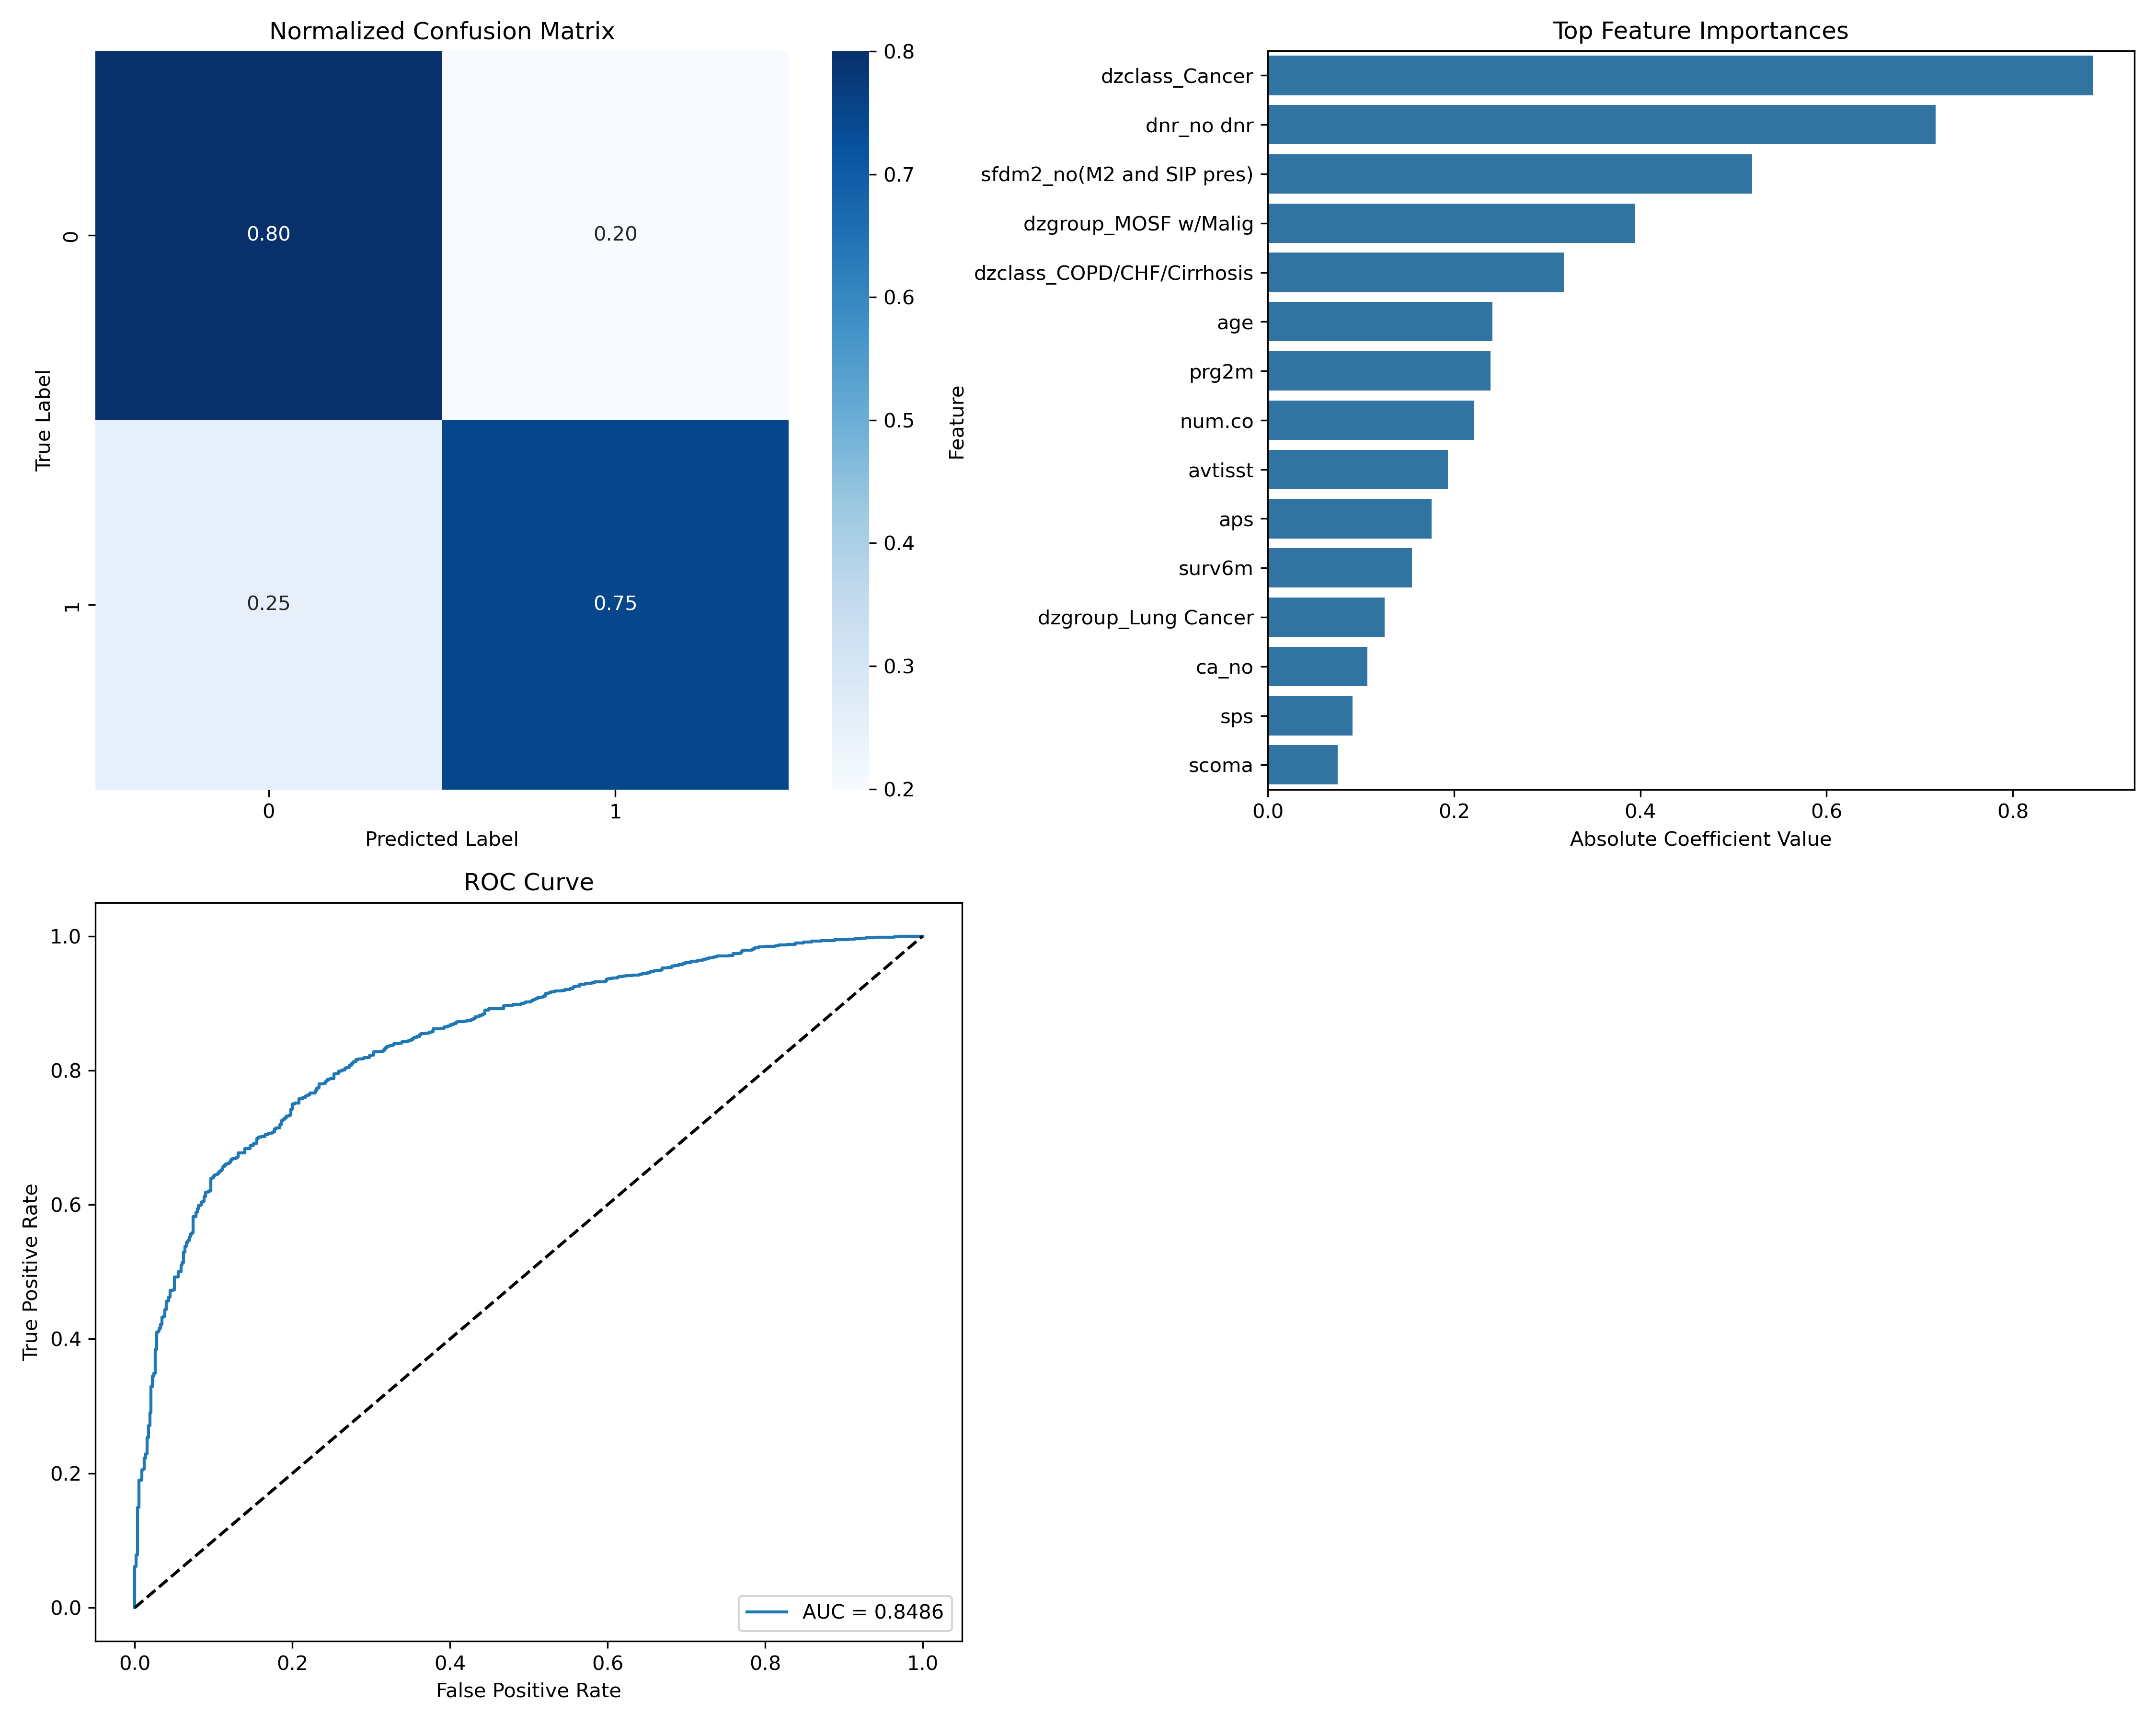 Normalized Confusion Matrix
True Label
0
1
0.80
0.20
0.25
0.75
0
1
Predicted Label
0.8
0.7
0.6
0.5
0.4
0.3
0.2
Top Feature Importances
Feature
dzclass_Cancer
dnr_no dnr
sfdm2_no(M2 and SIP pres)
dzgroup_MOSF w/Malig
dzclass_COPD/CHF/Cirrhosis
age
prg2m
num.co
avtisst
aps
surv6m
dzgroup_Lung Cancer
ca_no
sps
scoma
0.0
0.2
0.4
0.6
0.8
Absolute Coefficient Value
ROC Curve
True Positive Rate
1.0
0.8
0.6
0.4
0.2
0.0
AUC = 0.8486
0.0
0.2
0.4
0.6
0.8
1.0
False Positive Rate